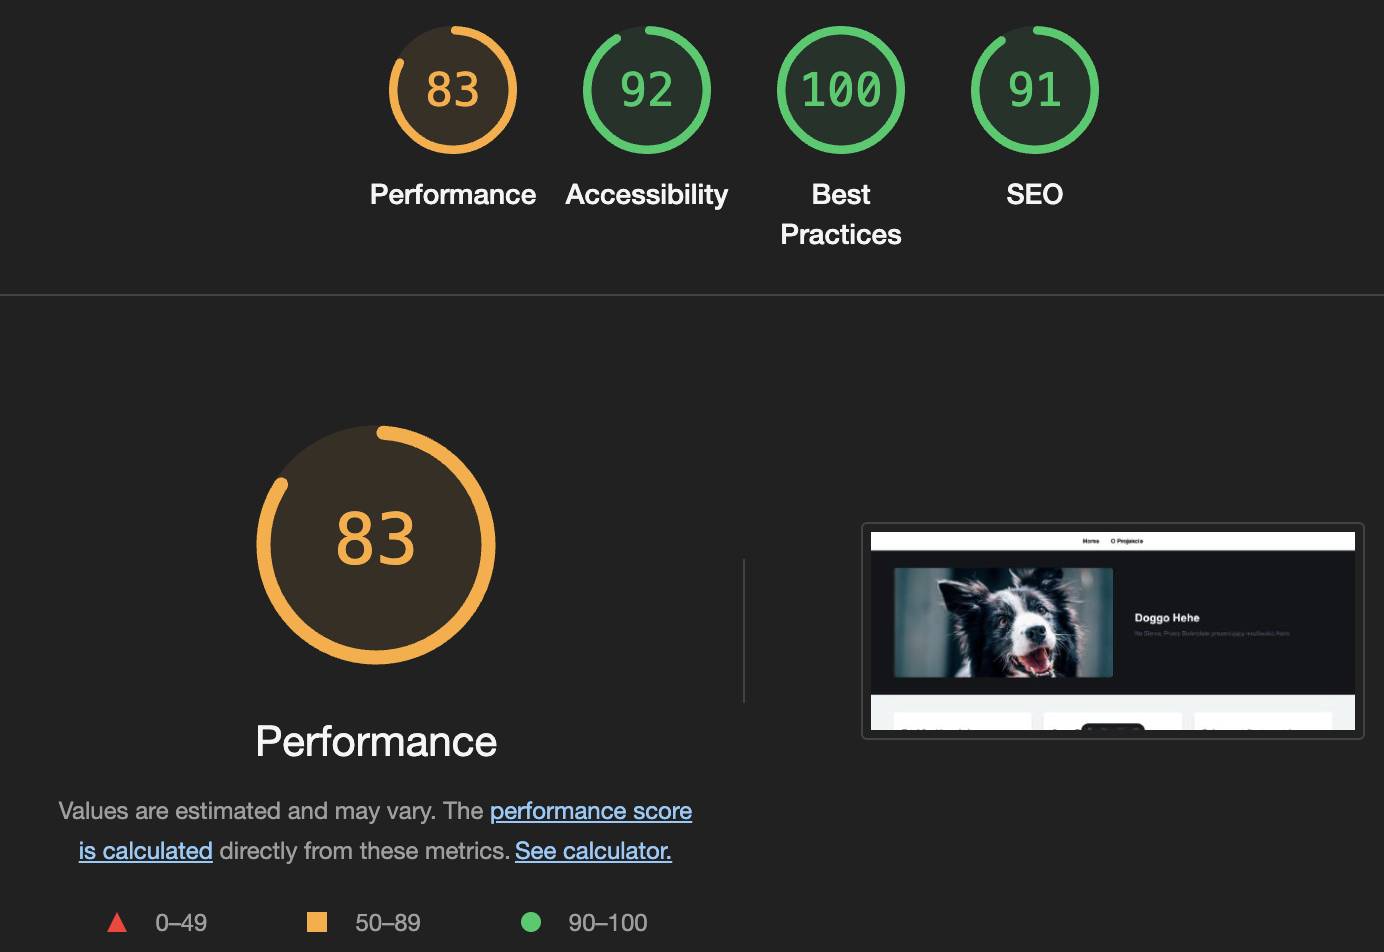 83
92
100
91
Performance
Accessibility
Best
Practices
SEO
83
Performance
Values are estimated and may vary. The performance score
is calculated directly from these metrics. See calculator.
0–49
50–89
90–100
Home
O Projekcie
Doggo Hehe